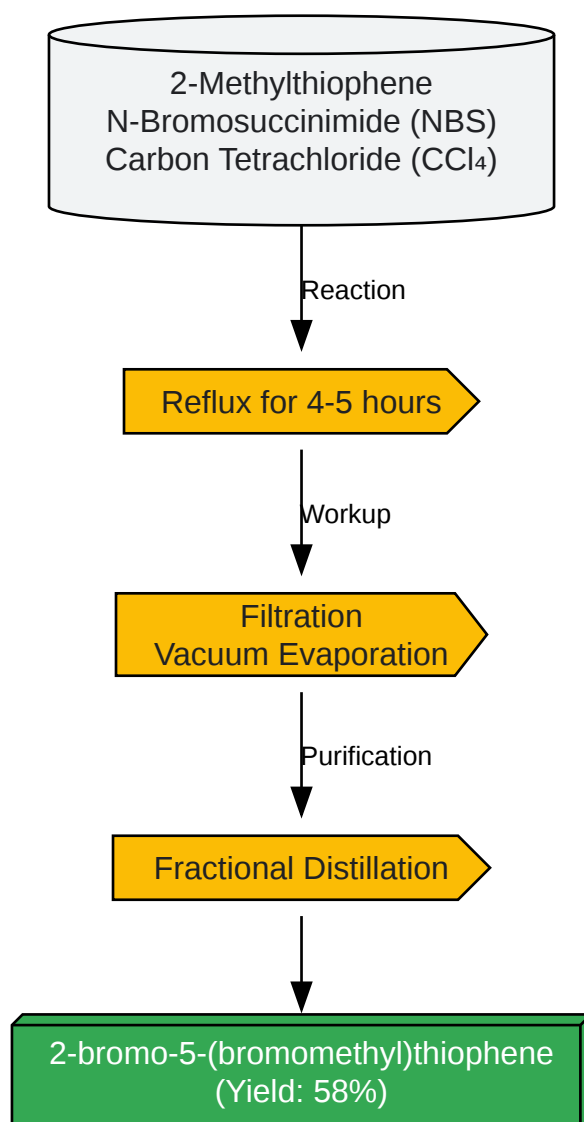 2-Methylthiophene
N-Bromosuccinimide (NBS)
Carbon Tetrachloride (CCl₄)
Reaction
Reflux for 4-5 hours
Workup
Filtration
Vacuum Evaporation
Purification
Fractional Distillation
2-bromo-5-(bromomethyl)thiophene
(Yield: 58%)